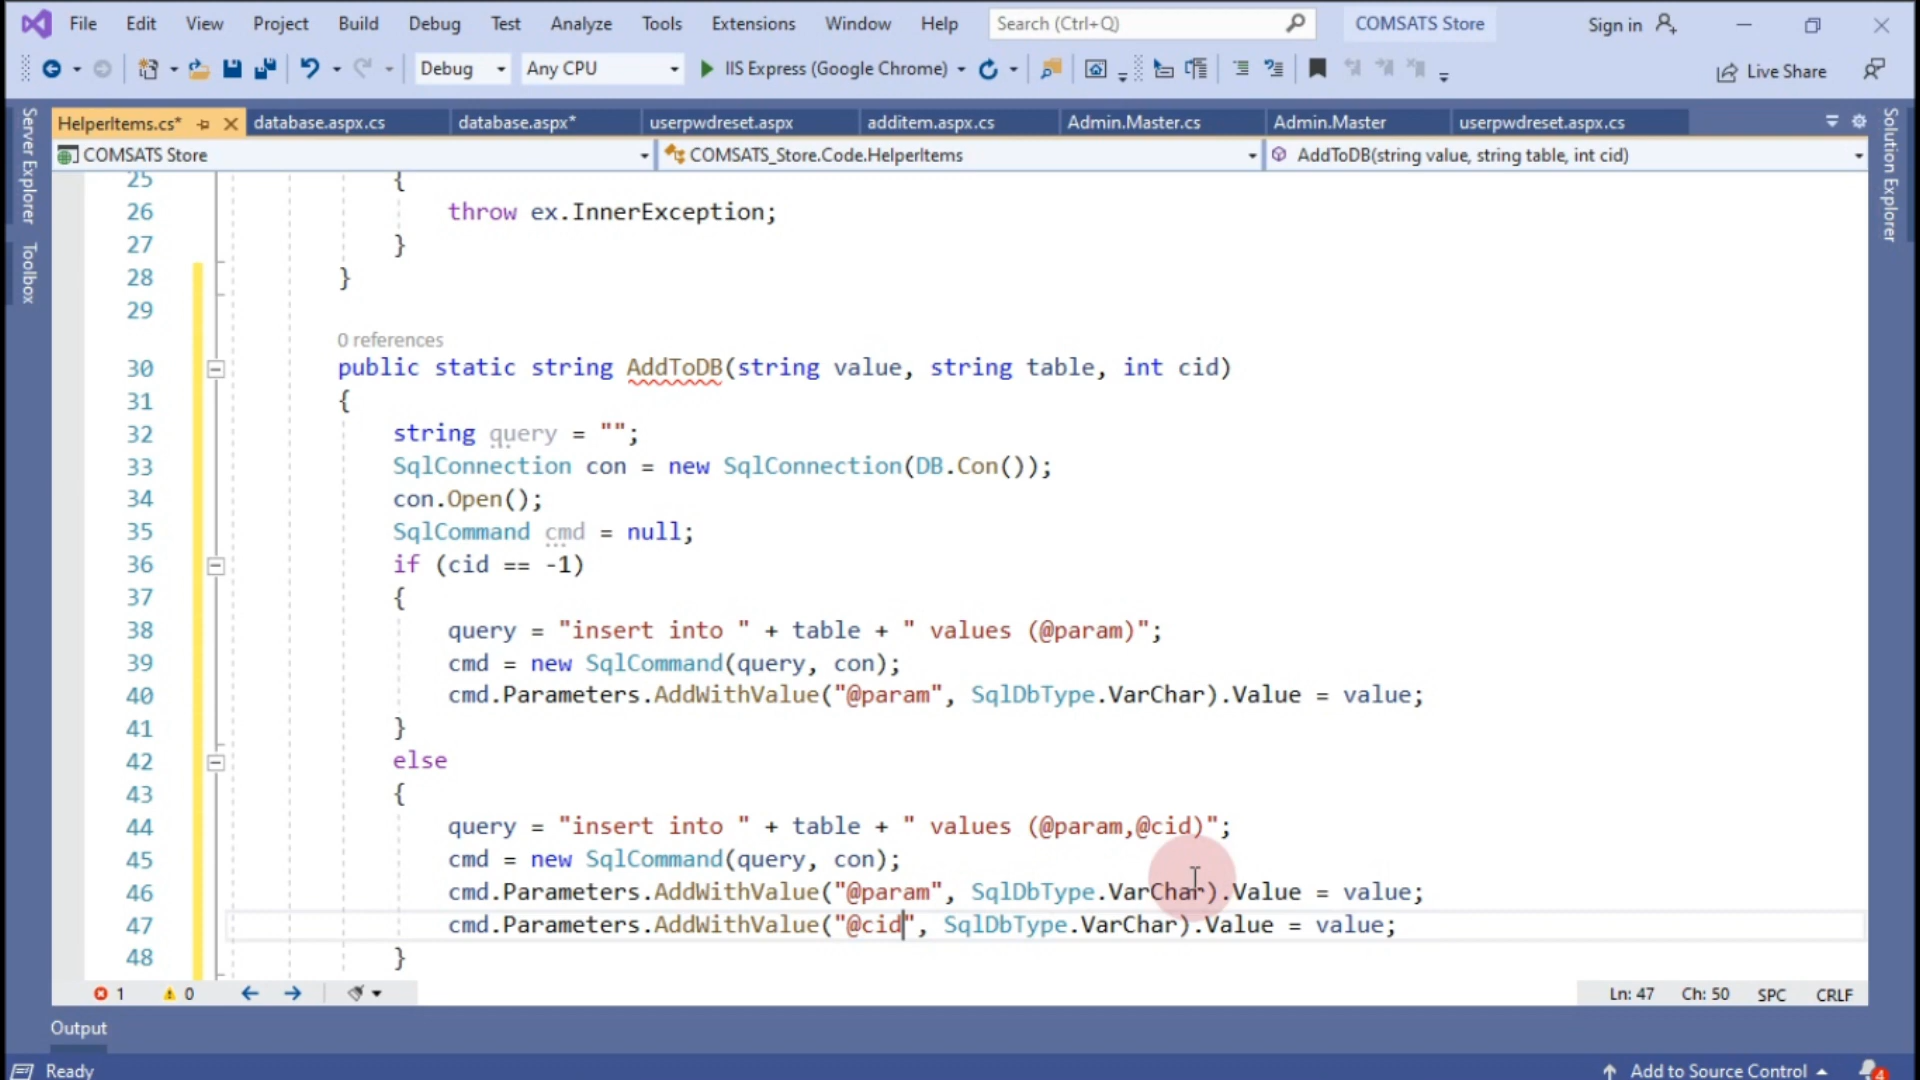 File Edit View Project Build Debug Test Analyze Tools Extensions Window Help Search (Ctrl+Q) COMSATS Store Sign in
Debug Any CPU IIS Express (Google Chrome) Live Share
HelperItems.cs* database.aspx.cs database.aspx* userpwdreset.aspx additem.aspx.cs Admin.Master.cs Admin.Master userpwdreset.aspx.cs
COMSATS Store COMSATS_Store.Code.HelperItems AddToDB(string value, string table, int cid)
Server Explorer
Toolbox
Solution Explorer
25 {
26 throw ex.InnerException;
27 }
28 }
29
0 references
30 public static string AddToDB(string value, string table, int cid)
31 {
32 string query = "";
33 SqlConnection con = new SqlConnection(DB.Con());
34 con.Open();
35 SqlCommand cmd = null;
36 if (cid == -1)
37 {
38 query = "insert into " + table + " values (@param)";
39 cmd = new SqlCommand(query, con);
40 cmd.Parameters.AddWithValue("@param", SqlDbType.VarChar).Value = value;
41 }
42 else
43 {
44 query = "insert into " + table + " values (@param,@cid)";
45 cmd = new SqlCommand(query, con);
46 cmd.Parameters.AddWithValue("@param", SqlDbType.VarChar).Value = value;
47 cmd.Parameters.AddWithValue("@cid", SqlDbType.VarChar).Value = value;
48 }
1 0 Ln: 47 Ch: 50 SPC CRLF
Output
Ready Add to Source Control 4